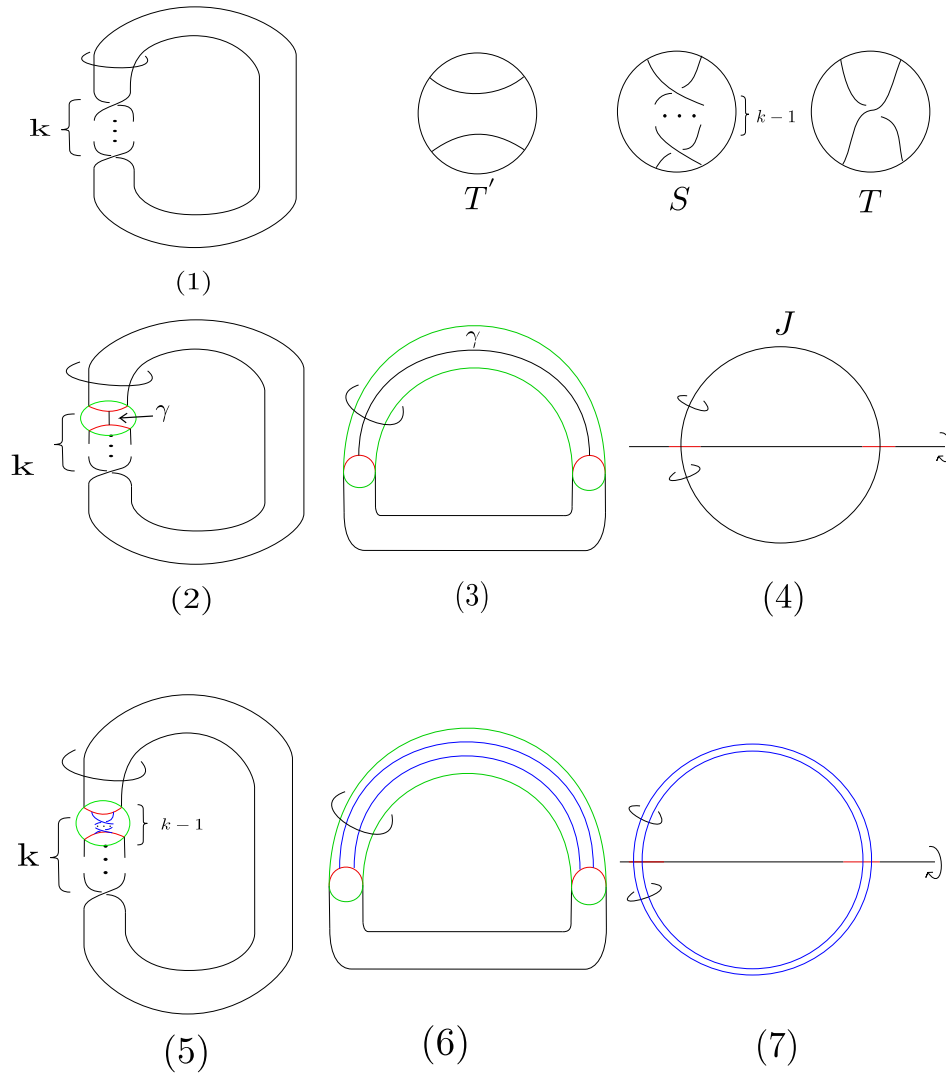 k
k − 1
T′
S
T
(1)
J
γ
γ
k
(2)
(3)
(4)
k − 1
k
(5)
(6)
(7)